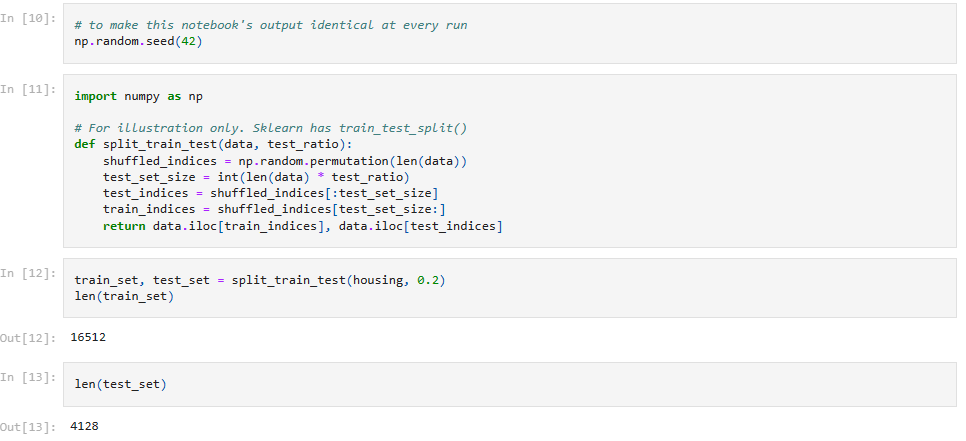 In [10]:
# to make this notebook's output identical at every run
np.random.seed(42)
In [11]:
import numpy as np
# For illustration only. Sklearn has train_test_split()
def split_train_test(data, test_ratio):
    shuffled_indices = np.random.permutation(len(data))
    test_set_size = int(len(data) * test_ratio)
    test_indices = shuffled_indices[:test_set_size]
    train_indices = shuffled_indices[test_set_size:]
    return data.iloc[train_indices], data.iloc[test_indices]
In [12]:
train_set, test_set = split_train_test(housing, 0.2)
len(train_set)
Out[12]: 16512
In [13]:
len(test_set)
Out[13]: 4128